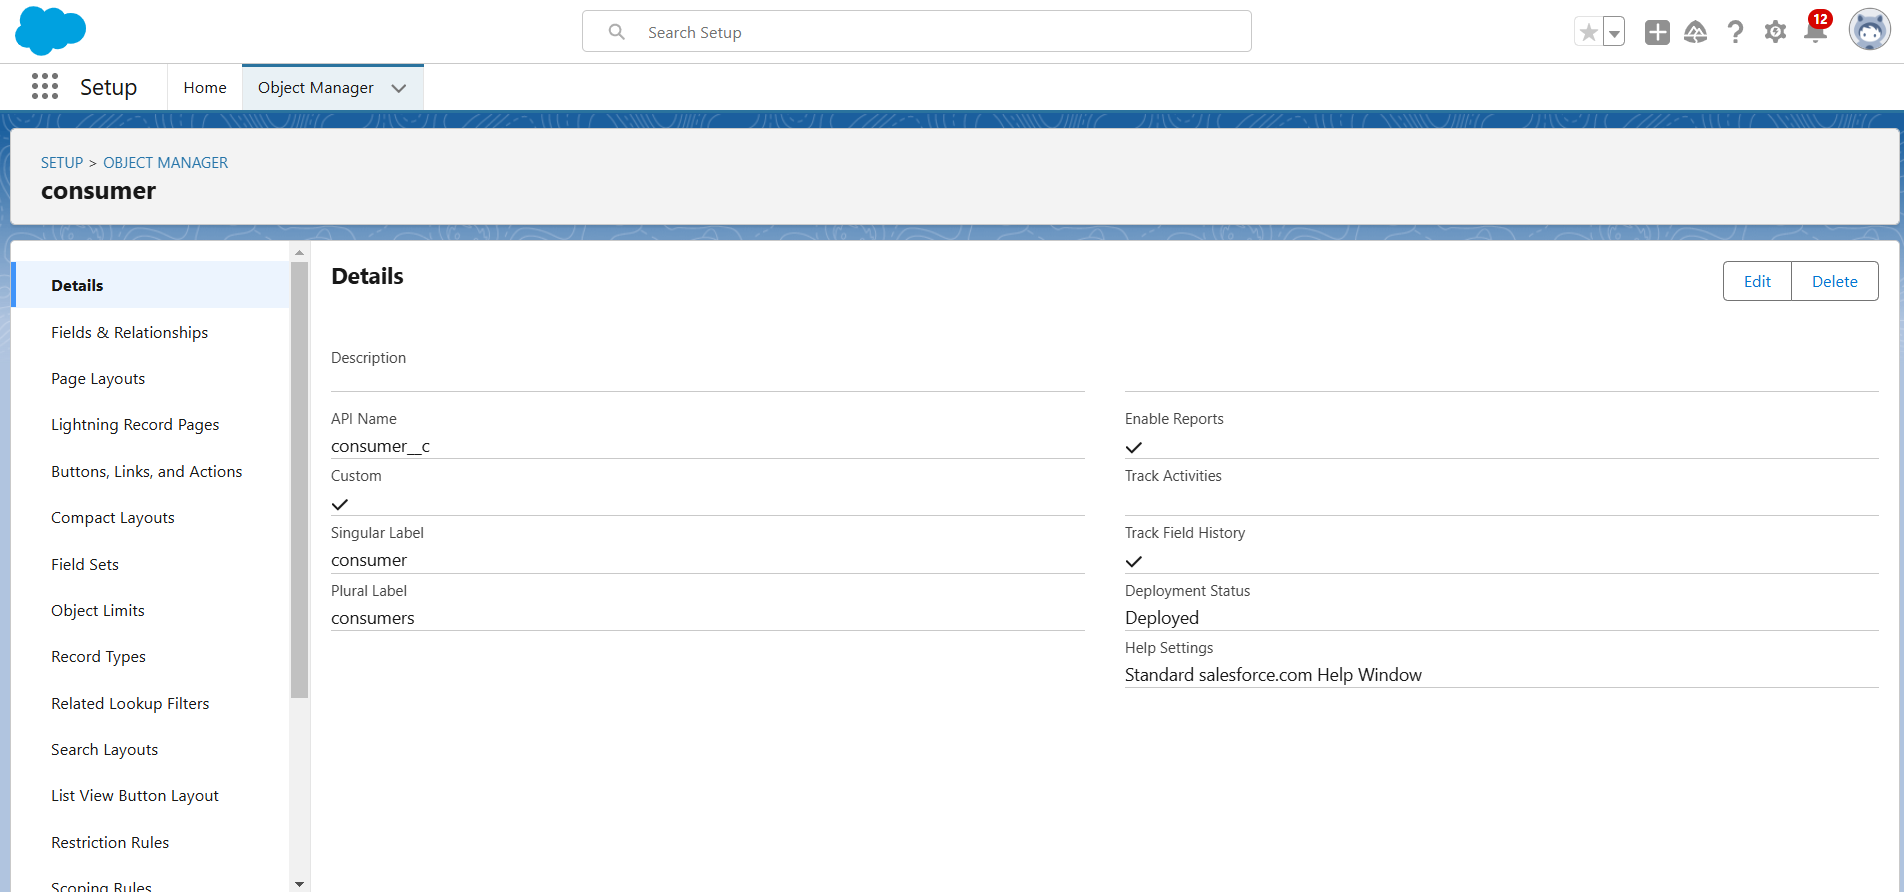 Search Setup
12
Setup
Home
Object Manager
SETUP > OBJECT MANAGER
consumer
Details
Fields & Relationships
Page Layouts
Lightning Record Pages
Buttons, Links, and Actions
Compact Layouts
Field Sets
Object Limits
Record Types
Related Lookup Filters
Search Layouts
List View Button Layout
Restriction Rules
Scoping Rules
Details
Edit
Delete
Description
API Name
consumer__c
Custom
Singular Label
consumer
Plural Label
consumers
Enable Reports
Track Activities
Track Field History
Deployment Status
Deployed
Help Settings
Standard salesforce.com Help Window